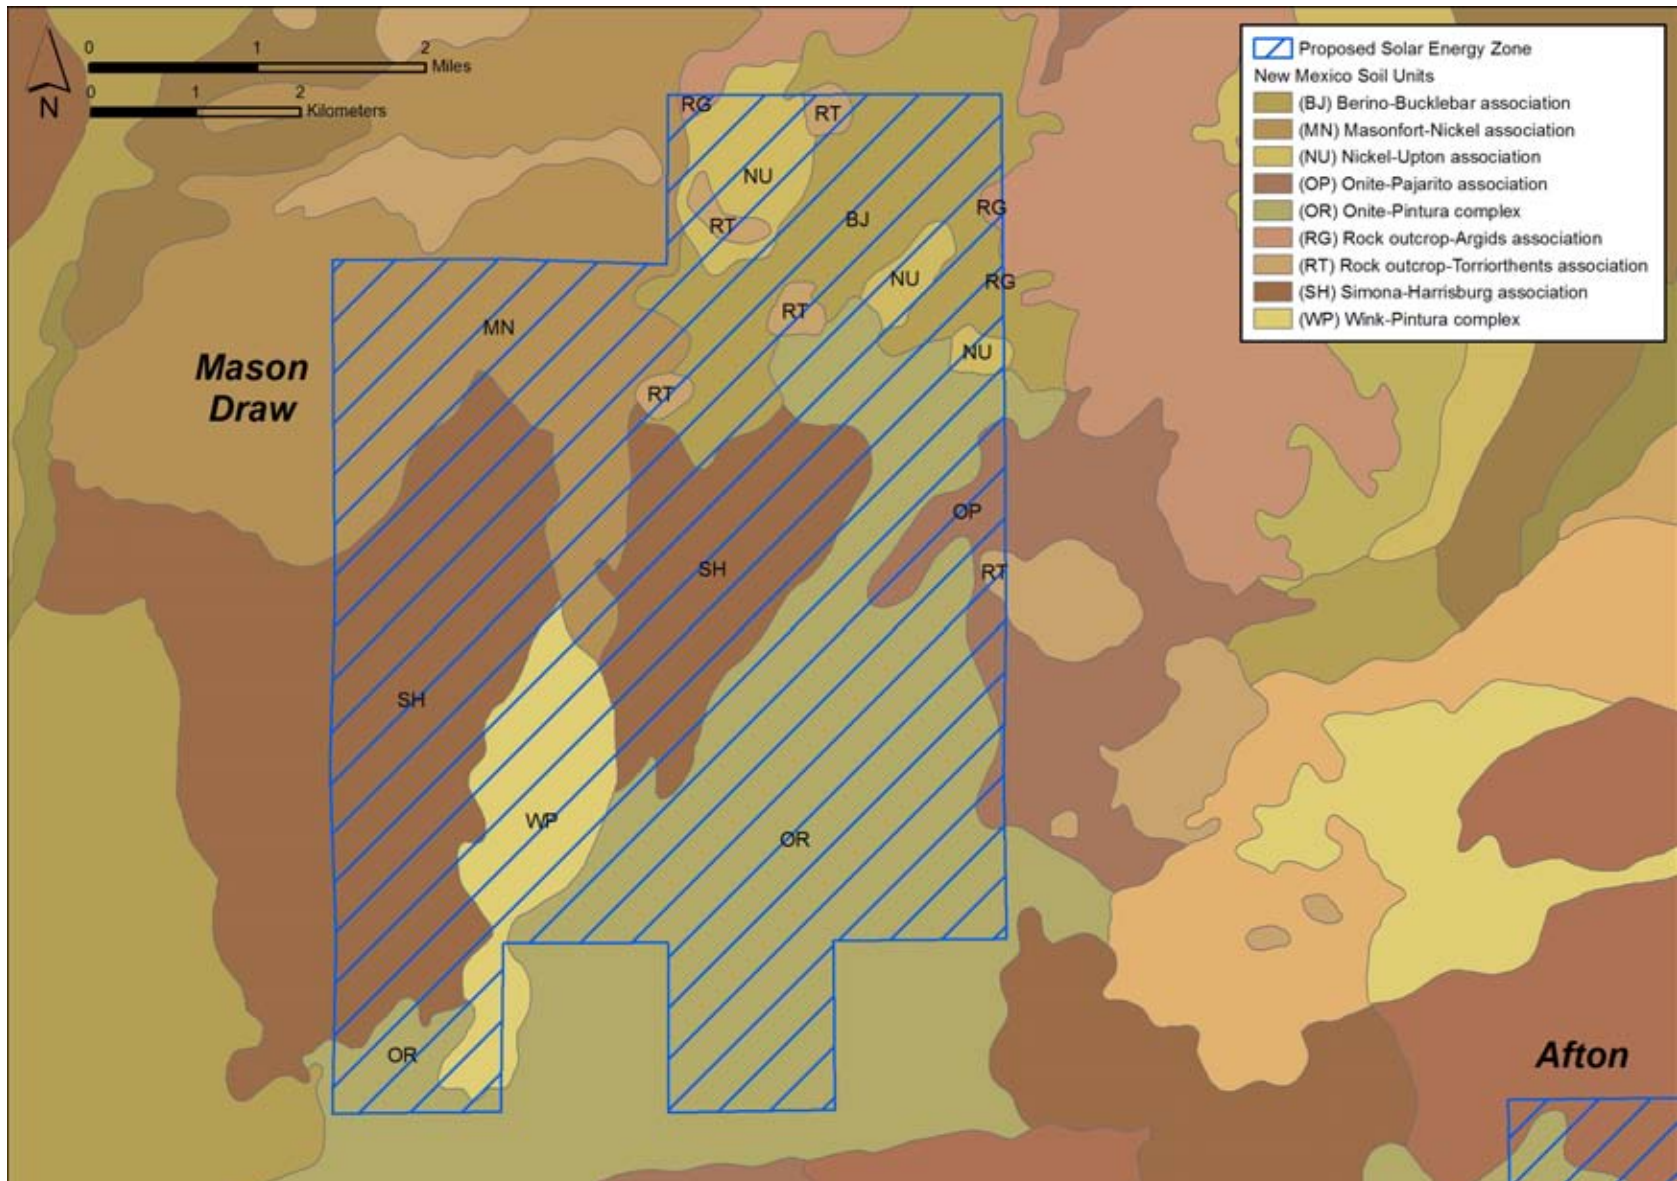 0 1 2
Miles
0 1 2
Kilometers
N
Proposed Solar Energy Zone
New Mexico Soil Units
(BJ) Berino-Bucklebar association
(MN) Masonfort-Nickel association
(NU) Nickel-Upton association
(OP) Onite-Pajarito association
(OR) Onite-Pintura complex
(RG) Rock outcrop-Argids association
(RT) Rock outcrop-Torriorthents association
(SH) Simona-Harrisburg association
(WP) Wink-Pintura complex
RG
RT
NU
RG
BJ
RT
NU
RG
RT
MN
NU
Mason
Draw
RT
OP
SH
RT
SH
WP
OR
OR
Afton